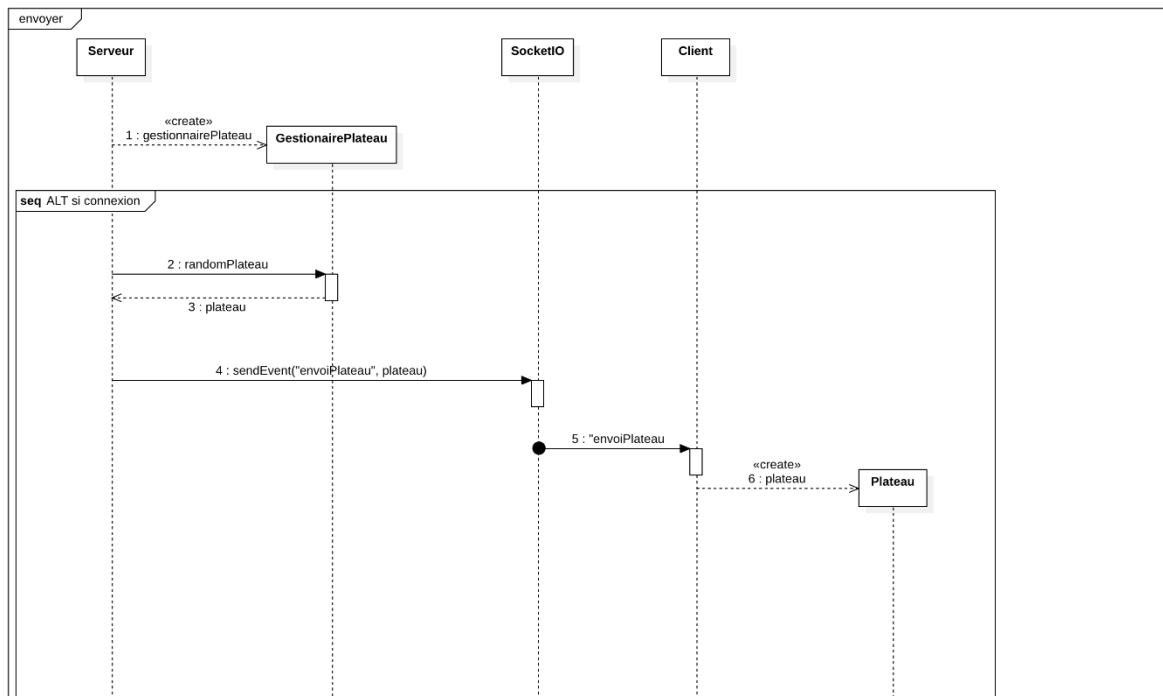 envoyer
Serveur
SocketIO
Client
«create»
1 : gestionnairePlateau
GestionairePlateau
seq ALT si connexion
2 : randomPlateau
3 : plateau
4 : sendEvent("envoiPlateau", plateau)
5 : "envoiPlateau
«create»
6 : plateau
Plateau